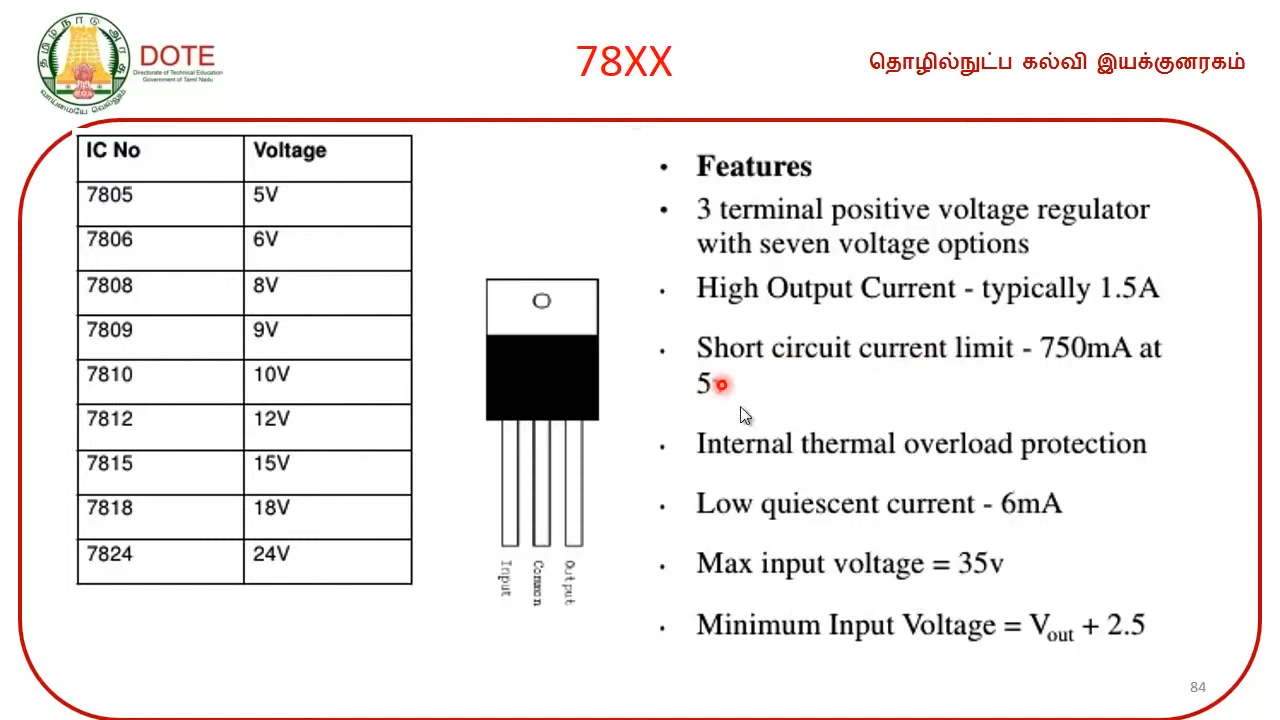 தமிழ் நாடு அரசு
வாய்மையே வெல்லும்
DOTE
Directorate of Technical Education
Government of Tamil Nadu
78XX
தொழில்நுட்ப கல்வி இயக்குனரகம்
IC No Voltage
7805 5V
7806 6V
7808 8V
7809 9V
7810 10V
7812 12V
7815 15V
7818 18V
7824 24V
Input
Common
Output
• Features
• 3 terminal positive voltage regulator
with seven voltage options
• High Output Current - typically 1.5A
• Short circuit current limit - 750mA at
5
• Internal thermal overload protection
• Low quiescent current - 6mA
• Max input voltage = 35v
• Minimum Input Voltage = Vout + 2.5
84